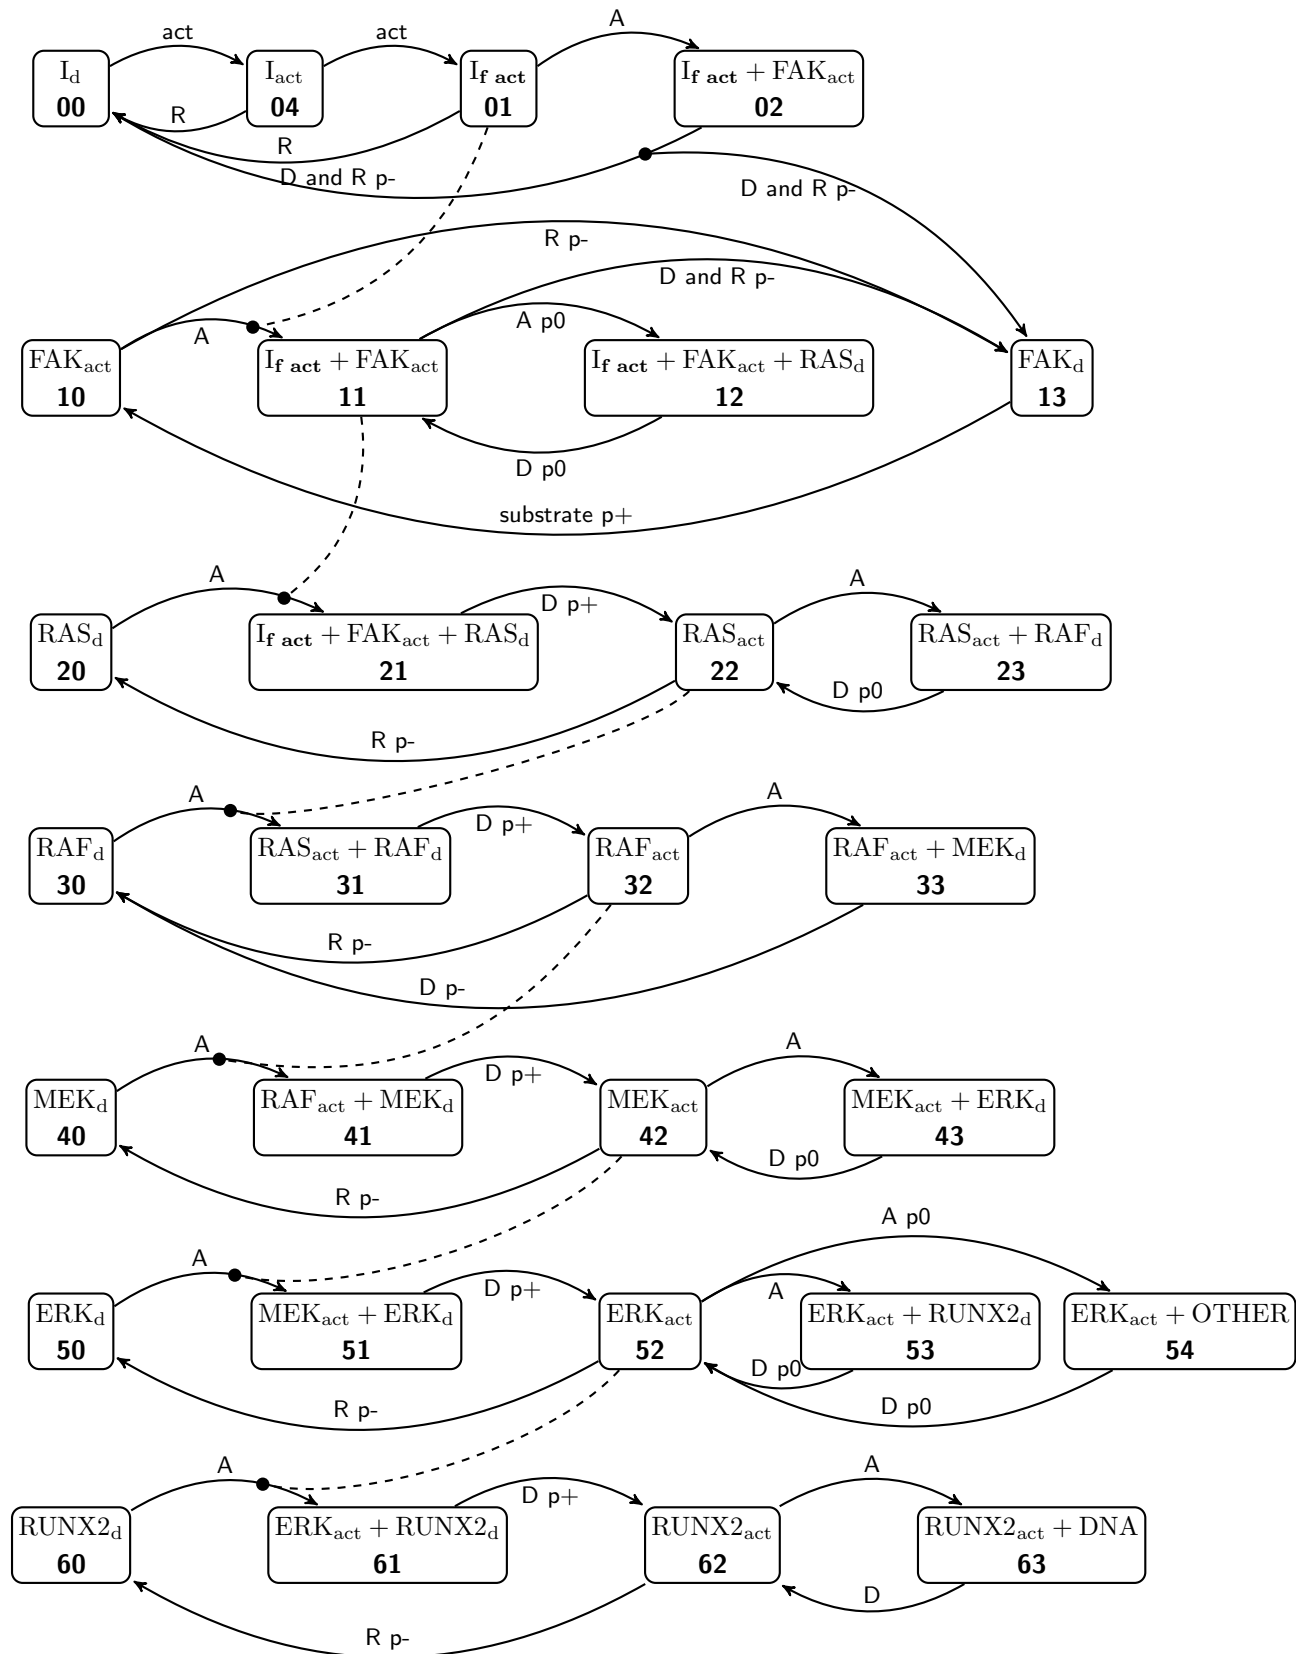 act
act
A
I_d
00
I_act
04
I_f act
01
I_f act + FAK_act
02
R
R
D and R p-
D and R p-
R p-
D and R p-
A
A p0
FAK_act
10
I_f act + FAK_act
11
I_f act + FAK_act + RAS_d
12
FAK_d
13
D p0
substrate p+
A
D p+
A
RAS_d
20
I_f act + FAK_act + RAS_d
21
RAS_act
22
RAS_act + RAF_d
23
D p0
R p-
A
D p+
A
RAF_d
30
RAS_act + RAF_d
31
RAF_act
32
RAF_act + MEK_d
33
R p-
D p-
A
D p+
A
MEK_d
40
RAF_act + MEK_d
41
MEK_act
42
MEK_act + ERK_d
43
D p0
R p-
A p0
A
D p+
A
ERK_d
50
MEK_act + ERK_d
51
ERK_act
52
ERK_act + RUNX2_d
53
ERK_act + OTHER
54
D p0
D p0
R p-
A
D p+
A
RUNX2_d
60
ERK_act + RUNX2_d
61
RUNX2_act
62
RUNX2_act + DNA
63
D
R p-